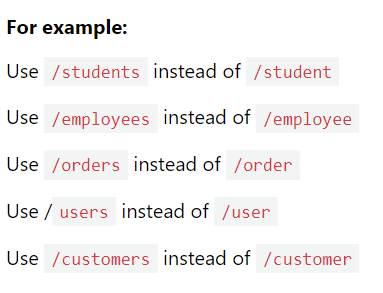 For example:
Use /students instead of /student
Use /employees instead of /employee
Use /orders instead of /order
Use / users instead of /user
Use /customers instead of /customer